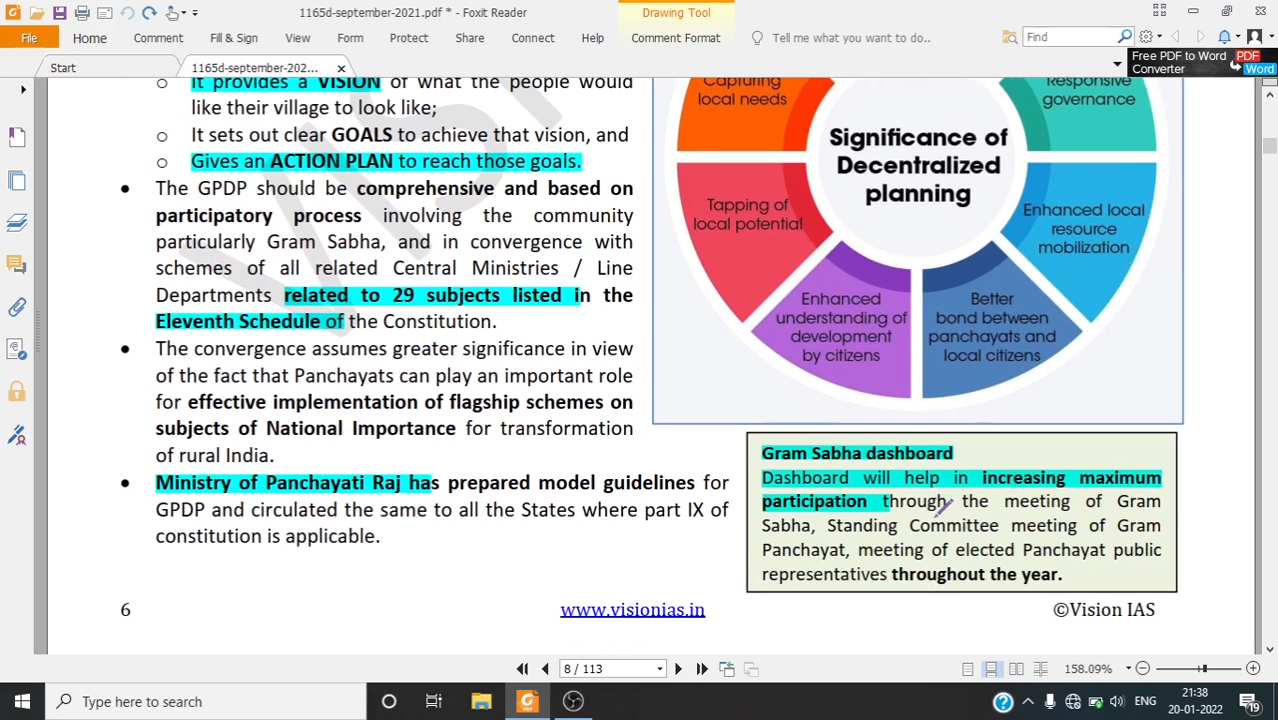 1165d-september-2021.pdf * - Foxit Reader
Drawing Tool
File
Home
Comment
Fill & Sign
View
Form
Protect
Share
Connect
Help
Comment Format
Tell me what you want to do...
Find
Start
1165d-september-202...
Free PDF to Word
Converter
PDF
Word
o It provides a VISION of what the people would
like their village to look like;
o It sets out clear GOALS to achieve that vision, and
o Gives an ACTION PLAN to reach those goals.
• The GPDP should be comprehensive and based on
participatory process involving the community
particularly Gram Sabha, and in convergence with
schemes of all related Central Ministries / Line
Departments related to 29 subjects listed in the
Eleventh Schedule of the Constitution.
• The convergence assumes greater significance in view
of the fact that Panchayats can play an important role
for effective implementation of flagship schemes on
subjects of National Importance for transformation
of rural India.
• Ministry of Panchayati Raj has prepared model guidelines for
GPDP and circulated the same to all the States where part IX of
constitution is applicable.
Capturing
local needs
Responsive
governance
Significance of
Decentralized
planning
Tapping of
local potential
Enhanced local
resource
mobilization
Enhanced
understanding of
development
by citizens
Better
bond between
panchayats and
local citizens
Gram Sabha dashboard
Dashboard will help in increasing maximum
participation through the meeting of Gram
Sabha, Standing Committee meeting of Gram
Panchayat, meeting of elected Panchayat public
representatives throughout the year.
6
www.visionias.in
©Vision IAS
8 / 113
158.09%
Type here to search
ENG
21:38
20-01-2022
19